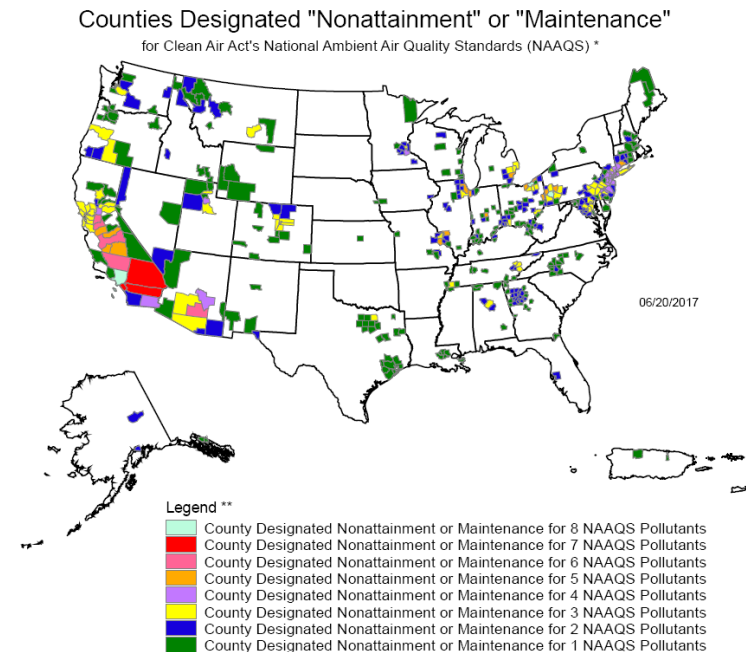 Counties Designated "Nonattainment" or "Maintenance"
for Clean Air Act's National Ambient Air Quality Standards (NAAQS) *
06/20/2017
Legend **
County Designated Nonattainment or Maintenance for 8 NAAQS Pollutants
County Designated Nonattainment or Maintenance for 7 NAAQS Pollutants
County Designated Nonattainment or Maintenance for 6 NAAQS Pollutants
County Designated Nonattainment or Maintenance for 5 NAAQS Pollutants
County Designated Nonattainment or Maintenance for 4 NAAQS Pollutants
County Designated Nonattainment or Maintenance for 3 NAAQS Pollutants
County Designated Nonattainment or Maintenance for 2 NAAQS Pollutants
County Designated Nonattainment or Maintenance for 1 NAAQS Pollutants